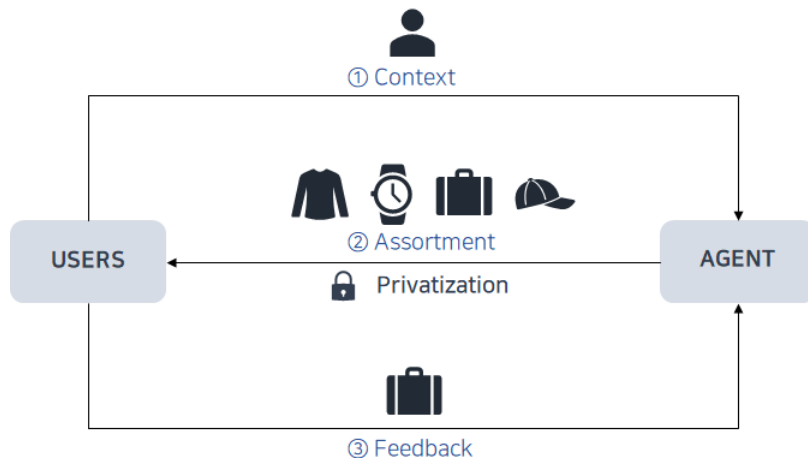 ① Context
② Assortment
USERS
AGENT
Privatization
③ Feedback